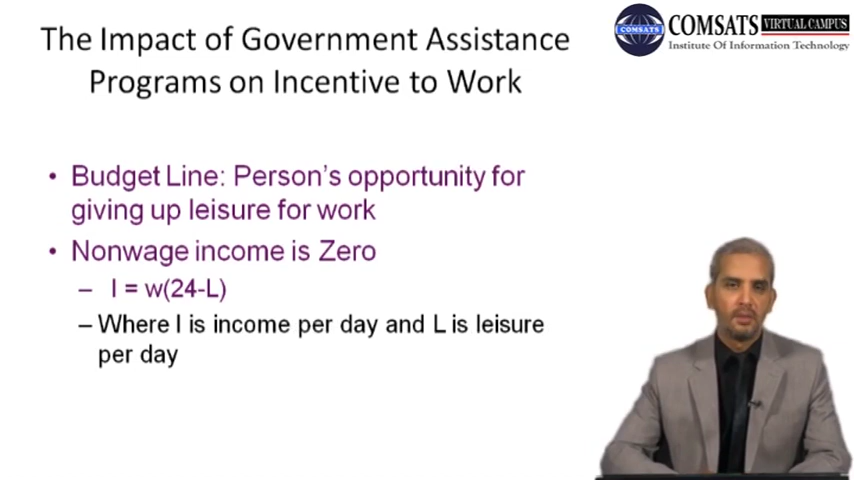 The Impact of Government Assistance
Programs on Incentive to Work
COMSATS VIRTUAL CAMPUS
Institute Of Information Technology
COMSATS
• Budget Line: Person's opportunity for
giving up leisure for work
• Nonwage income is Zero
– I = w(24-L)
– Where I is income per day and L is leisure
per day